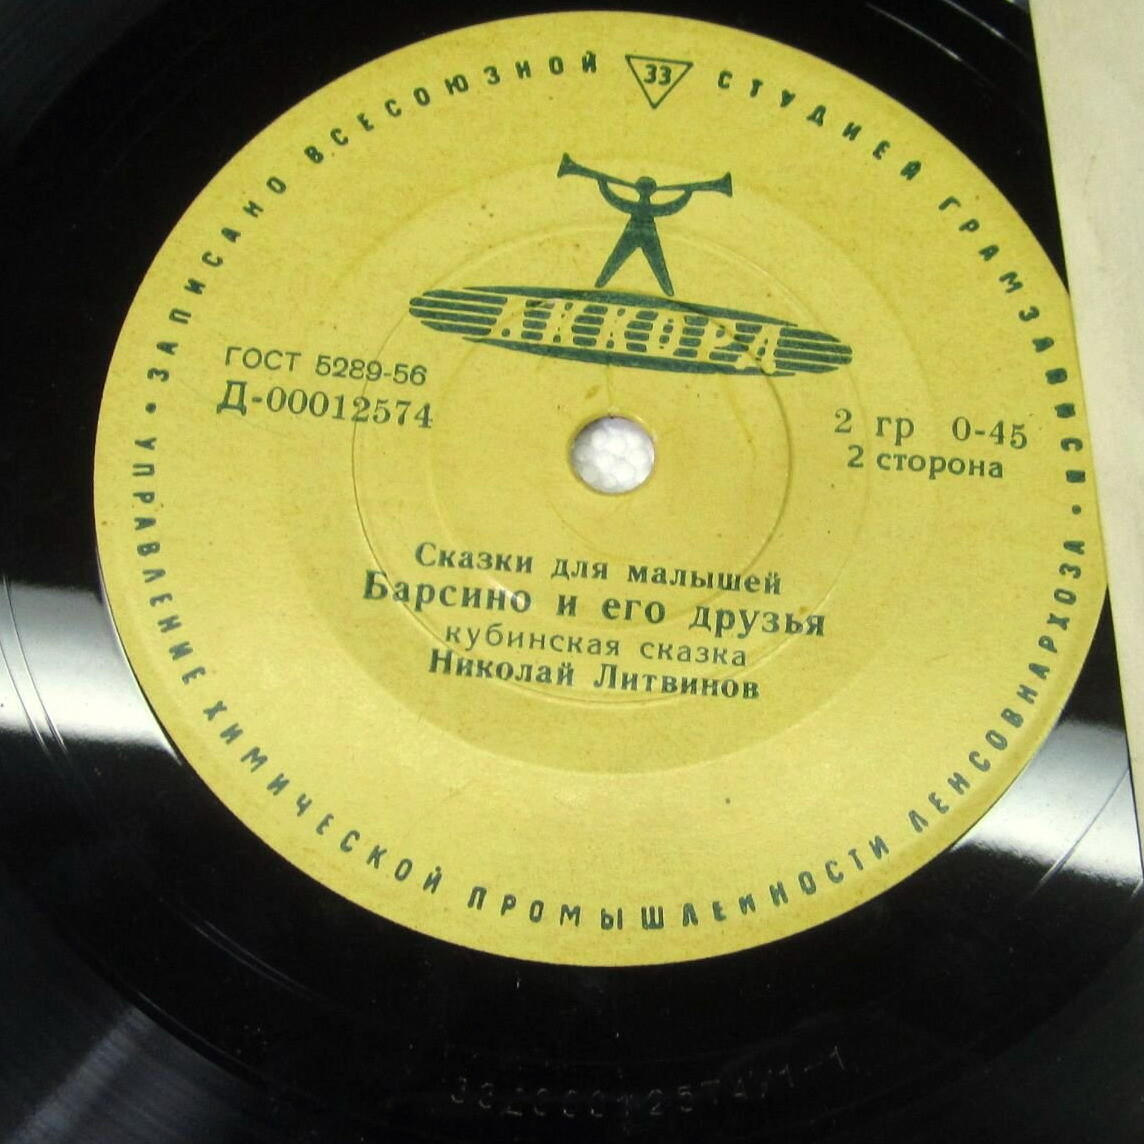 ЗАПИСАНО ВСЕСОЮЗНОЙ 33 СТУДИЕЙ ГРАМЗАПИСИ
АККОРД
ГОСТ 5289-56
Д-00012574
2 гр 0-45
2 сторона
Сказки для малышей
Барсино и его друзья
кубинская сказка
Николай Литвинов
УПРАВЛЕНИЕ ХИМИЧЕСКОЙ ПРОМЫШЛЕННОСТИ ЛЕНСОВНАРХОЗА